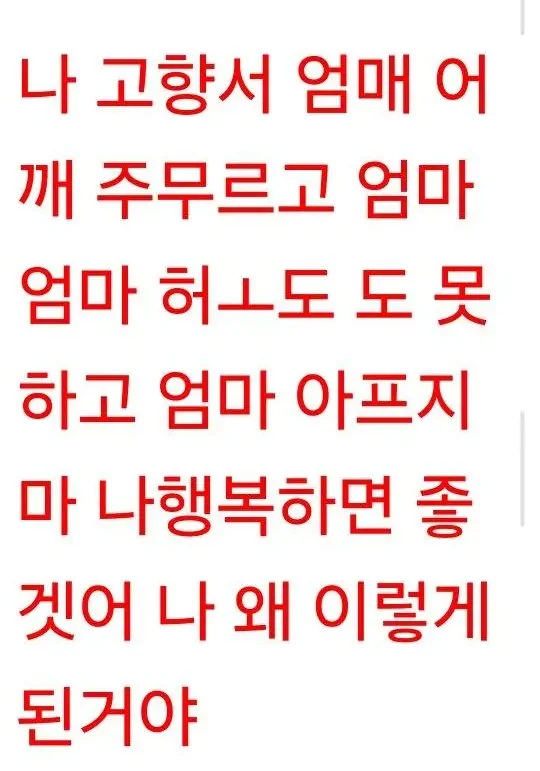 나 고향서 엄매 어
깨 주무르고 엄마
엄마 허ㅗ도 도 못
하고 엄마 아프지
마 나행복하면 좋
겟어 나 왜 이렇게
된거야